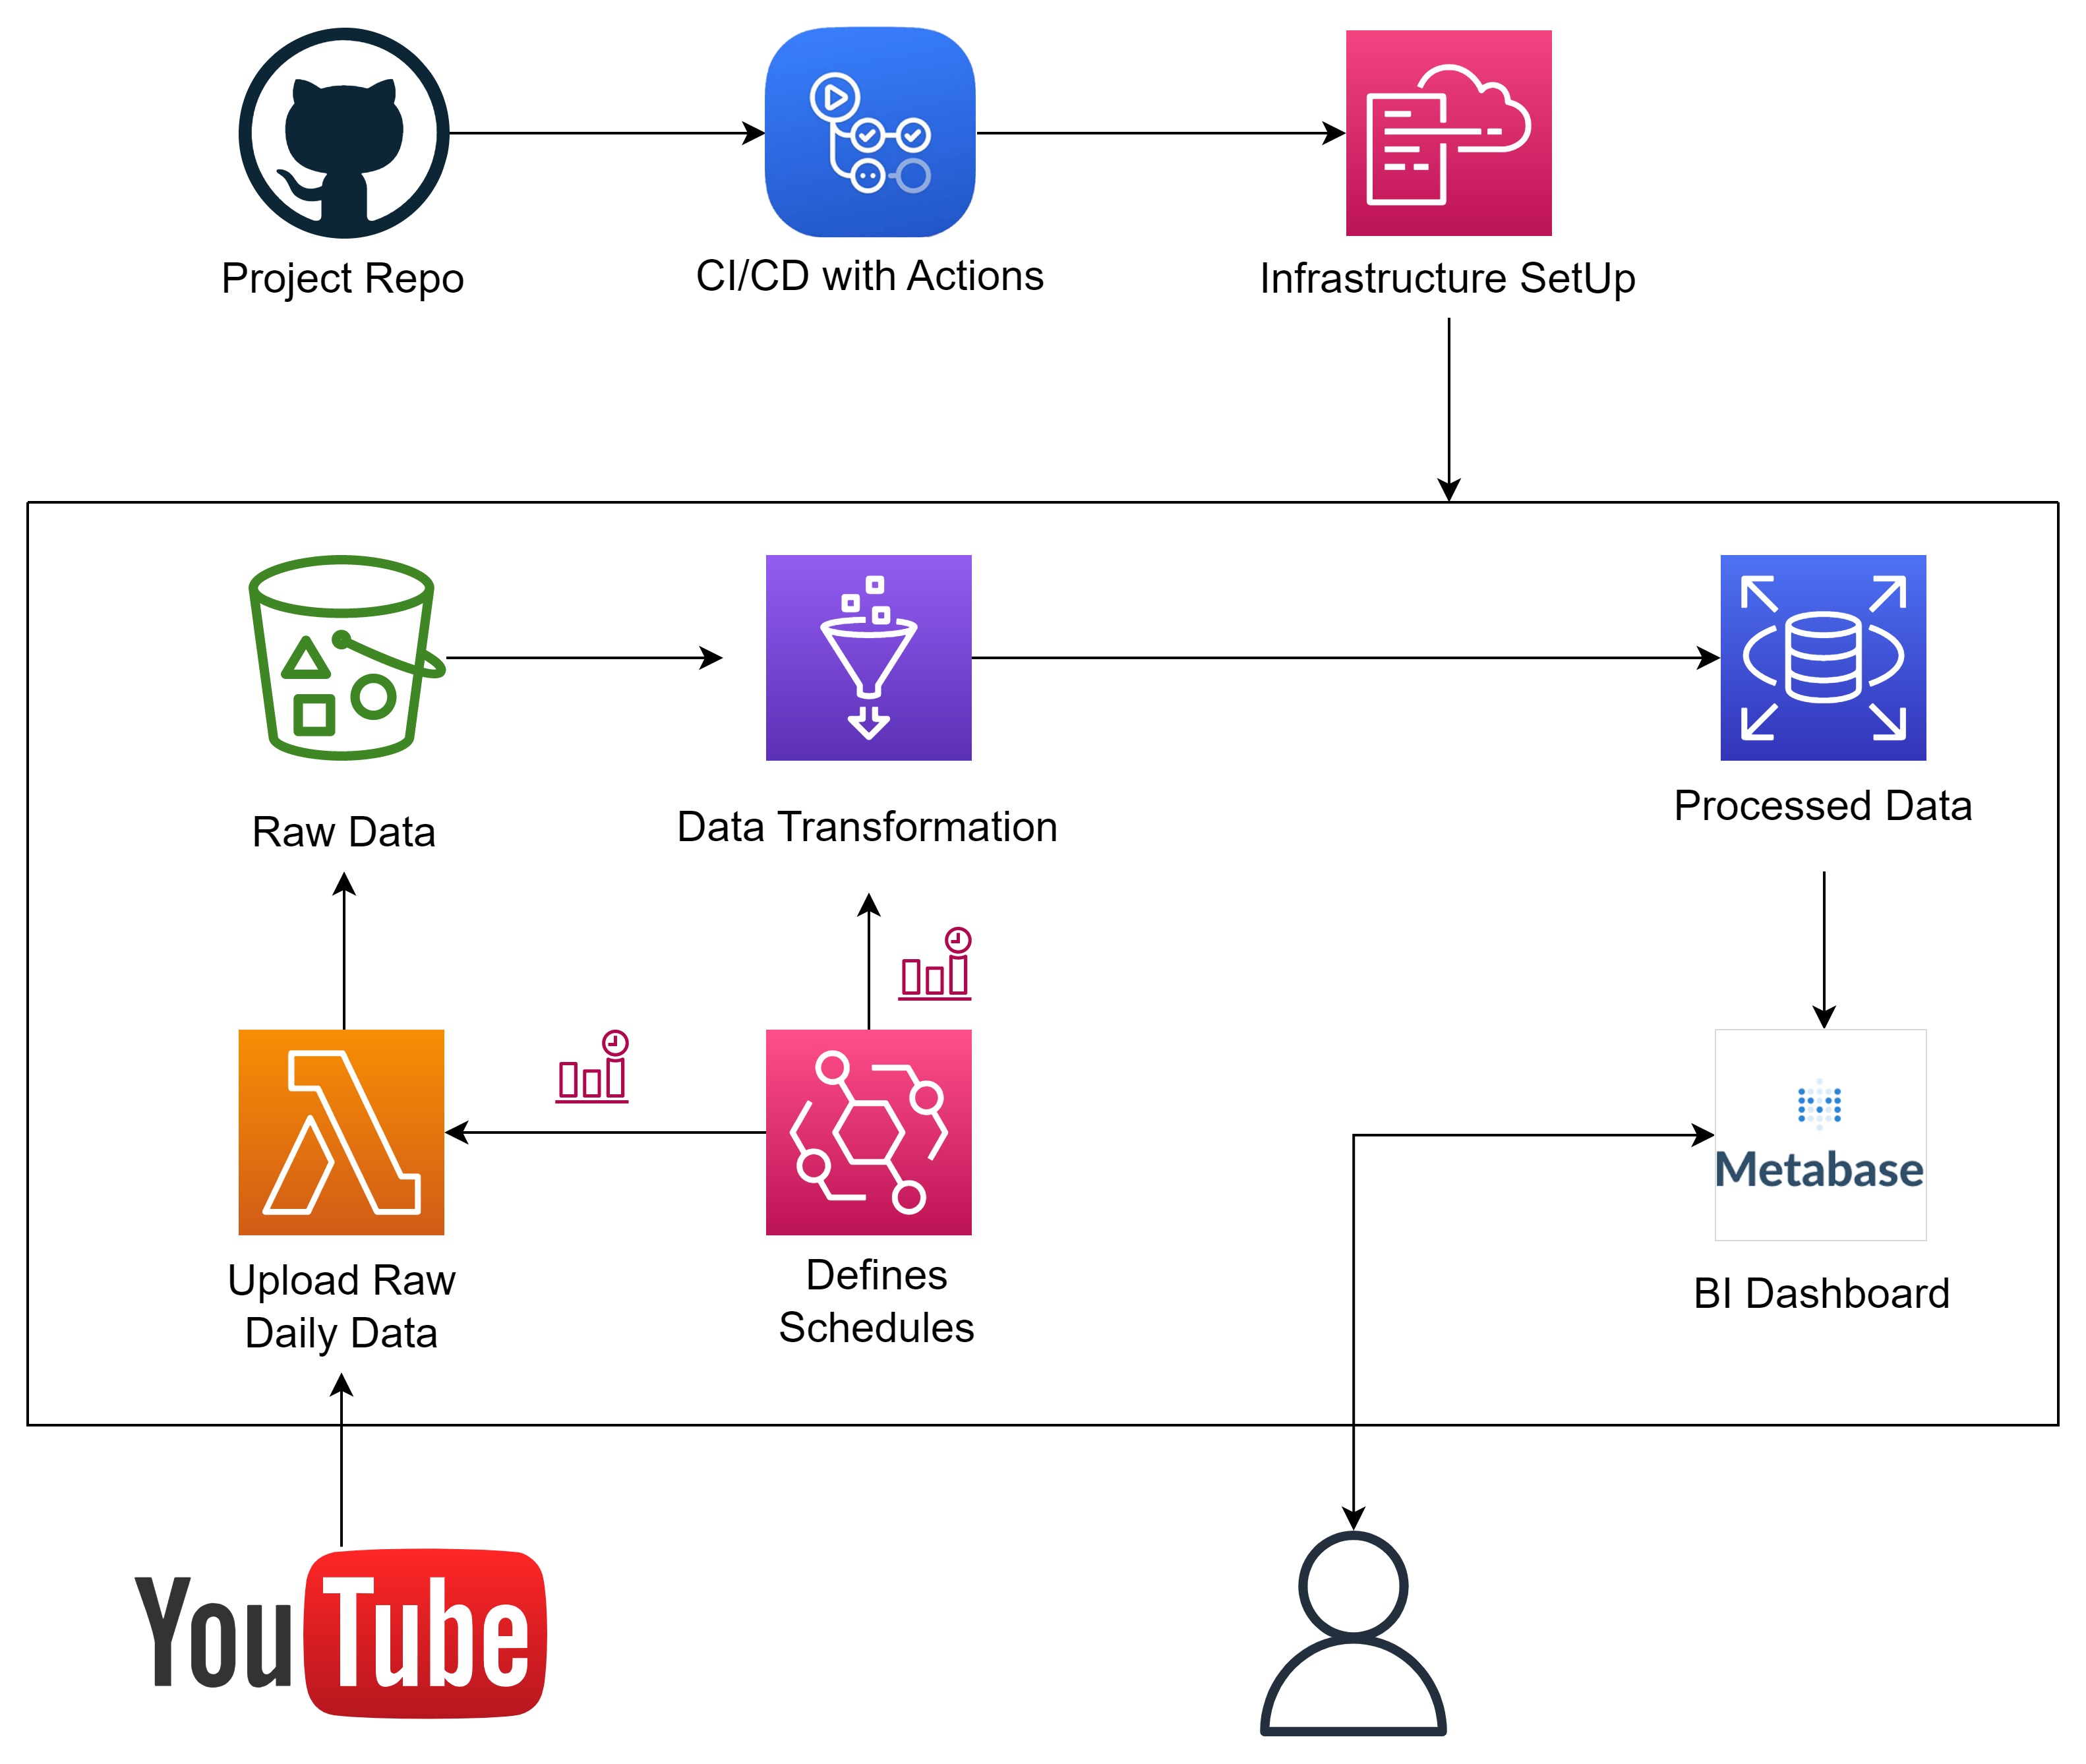 Project Repo
CI/CD with Actions
Infrastructure SetUp
Raw Data
Data Transformation
Processed Data
Upload Raw
Daily Data
Defines
Schedules
Metabase
BI Dashboard
YouTube